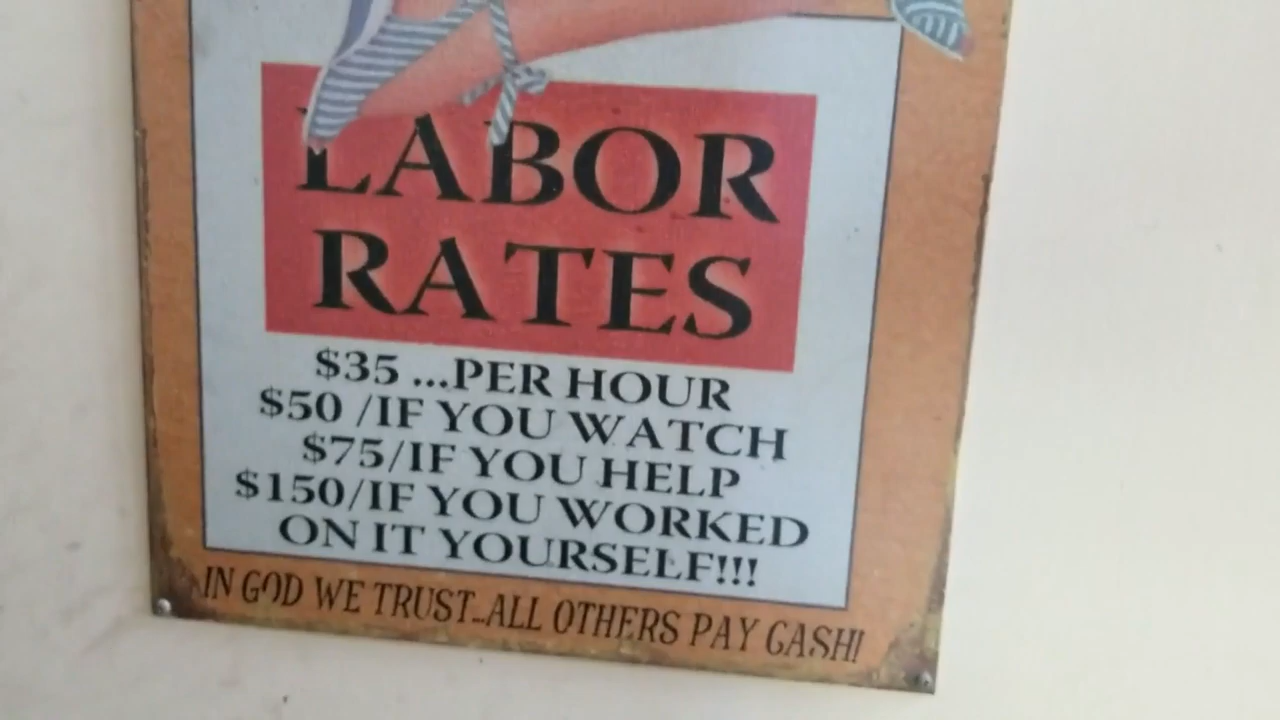 LABOR
RATES
$35 ...PER HOUR
$50 /IF YOU WATCH
$75/IF YOU HELP
$150/IF YOU WORKED
ON IT YOURSELF!!!
IN GOD WE TRUST...ALL OTHERS PAY CASH!